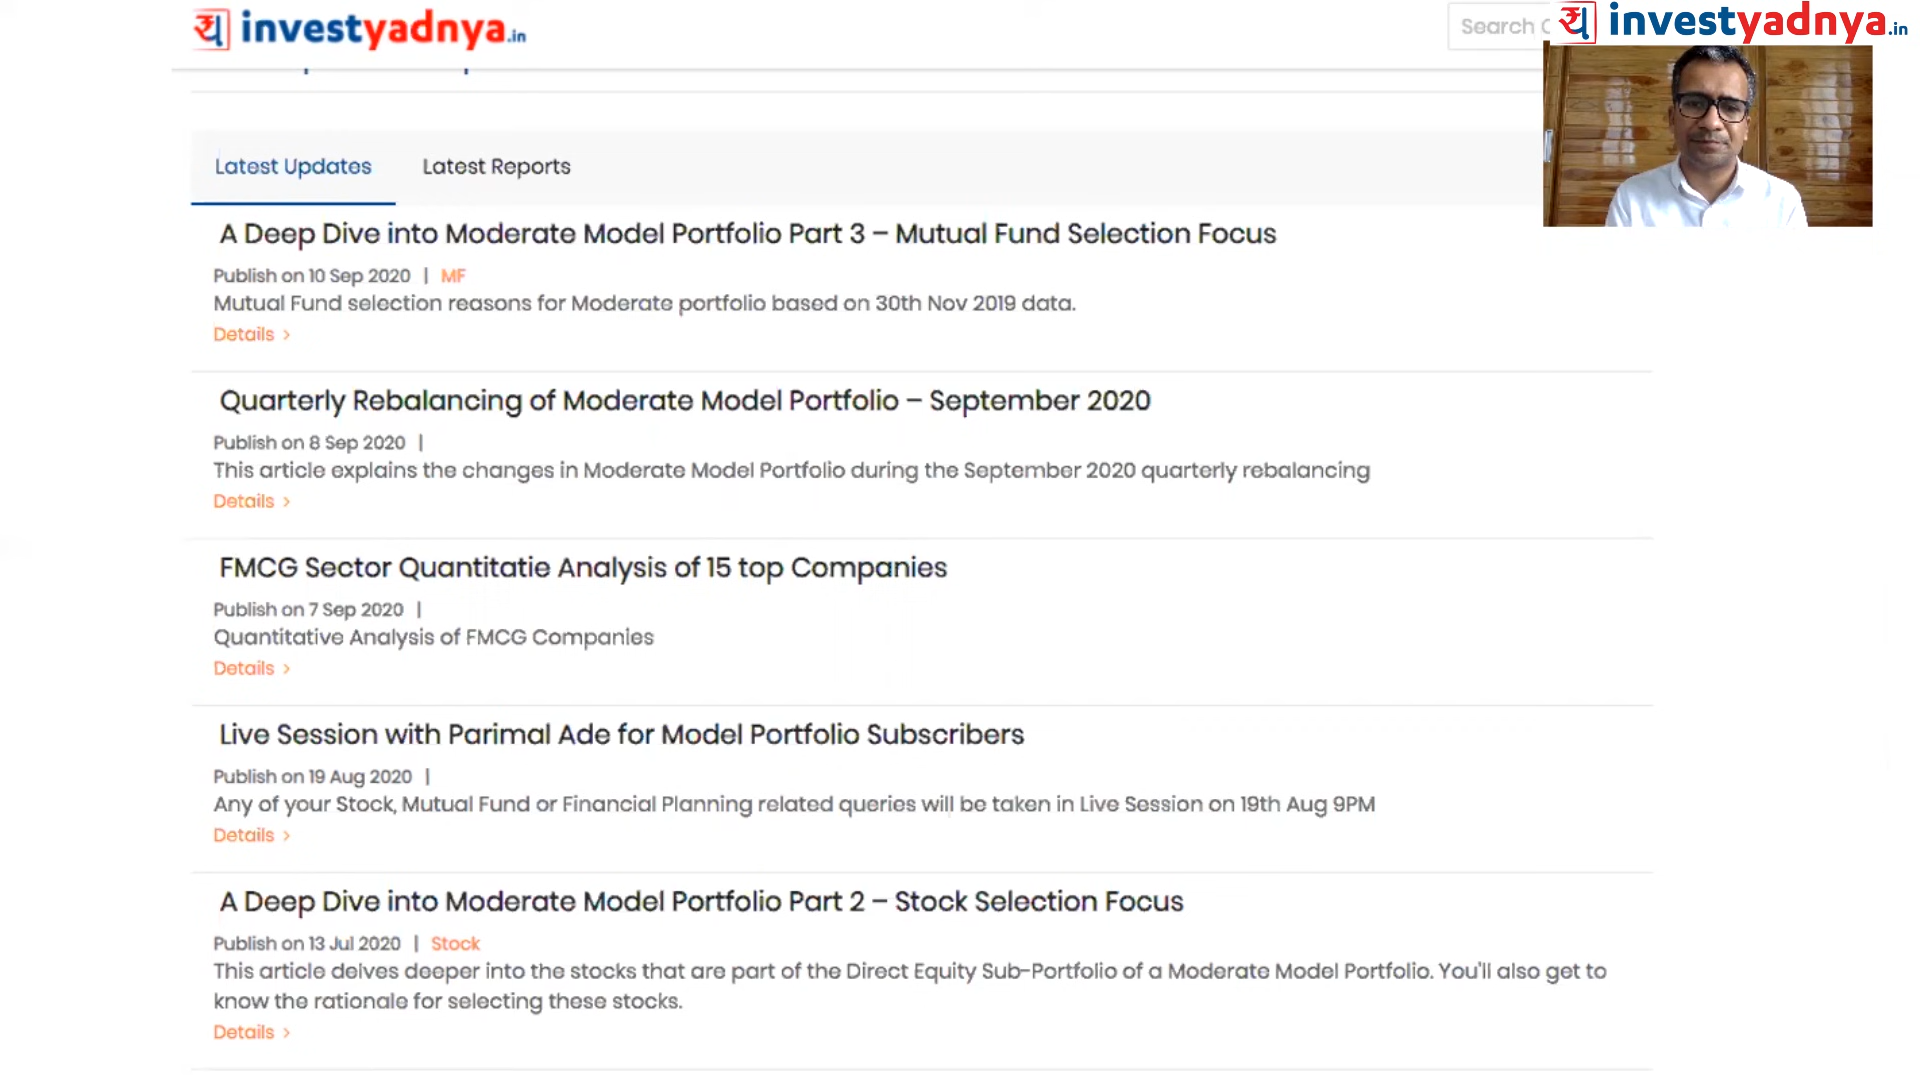 investyadnya.in
Search
investyadnya.in
Latest Updates
Latest Reports
A Deep Dive into Moderate Model Portfolio Part 3 – Mutual Fund Selection Focus
Publish on 10 Sep 2020 | MF
Mutual Fund selection reasons for Moderate portfolio based on 30th Nov 2019 data.
Details >
Quarterly Rebalancing of Moderate Model Portfolio – September 2020
Publish on 8 Sep 2020 |
This article explains the changes in Moderate Model Portfolio during the September 2020 quarterly rebalancing
Details >
FMCG Sector Quantitatie Analysis of 15 top Companies
Publish on 7 Sep 2020 |
Quantitative Analysis of FMCG Companies
Details >
Live Session with Parimal Ade for Model Portfolio Subscribers
Publish on 19 Aug 2020 |
Any of your Stock, Mutual Fund or Financial Planning related queries will be taken in Live Session on 19th Aug 9PM
Details >
A Deep Dive into Moderate Model Portfolio Part 2 – Stock Selection Focus
Publish on 13 Jul 2020 | Stock
This article delves deeper into the stocks that are part of the Direct Equity Sub-Portfolio of a Moderate Model Portfolio. You'll also get to
know the rationale for selecting these stocks.
Details >